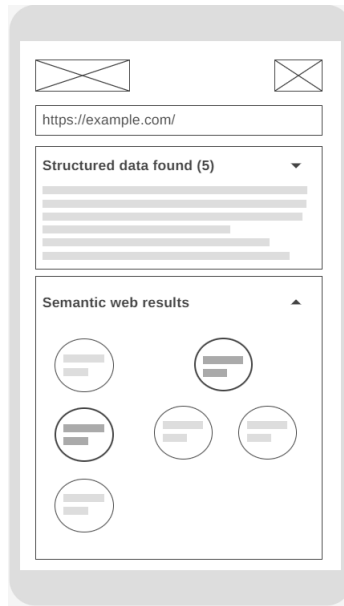 https://example.com/
Structured data found (5)
Semantic web results